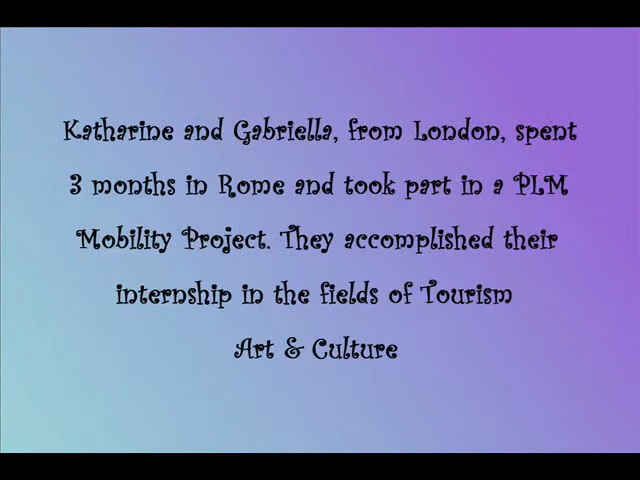 Katharine and Gabriella, from London, spent
3 months in Rome and took part in a PLM
Mobility Project. They accomplished their
internship in the fields of Tourism
Art & Culture